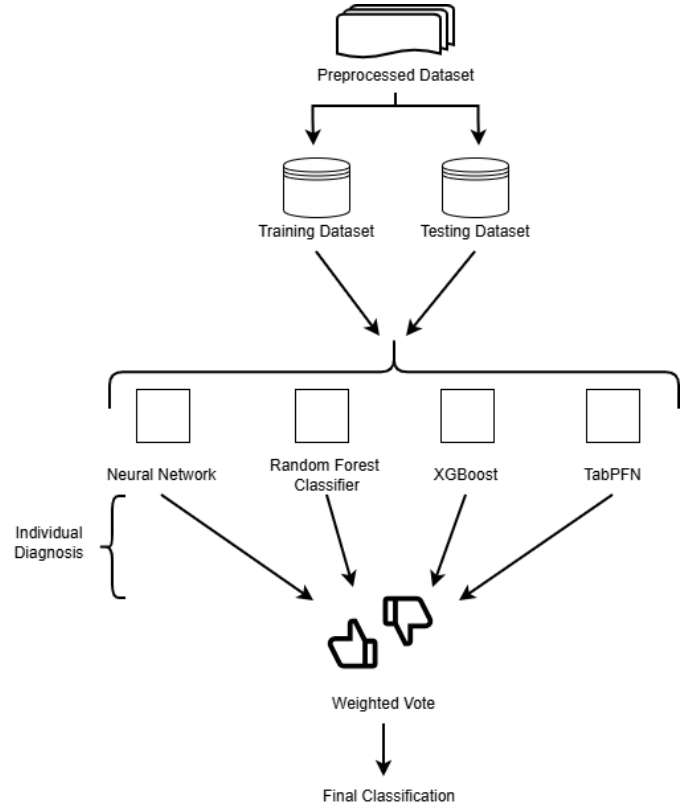 Preprocessed Dataset
Training Dataset
Testing Dataset
Neural Network
Random Forest
Classifier
XGBoost
TabPFN
Individual
Diagnosis
Weighted Vote
Final Classification